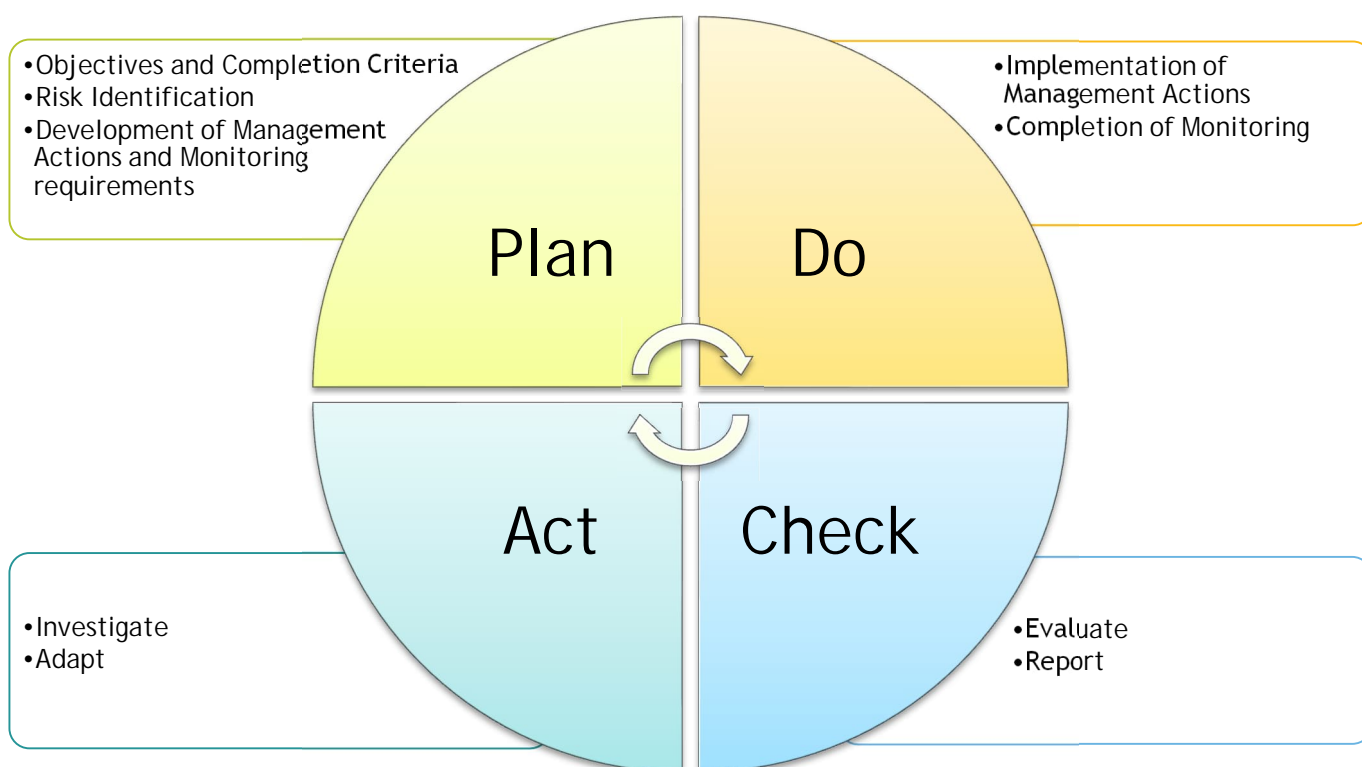 •Objectives and Completion Criteria
•Risk Identification
•Development of Management
Actions and Monitoring
requirements
•Implementation of
Management Actions
•Completion of Monitoring
Plan
Do
Act
Check
•Investigate
•Adapt
•Evaluate
•Report